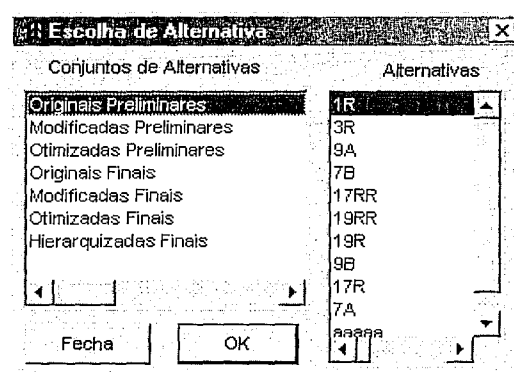 Escolha de Alternativa
Conjuntos de Alternativas
Originais Preliminares
Modificadas Preliminares
Otimizadas Preliminares
Originais Finais
Modificadas Finais
Otimizadas Finais
Hierarquizadas Finais
Fecha
OK
Alternativas
1R
3R
9A
7B
17RR
19RR
19R
9B
17R
7A
aaaaa